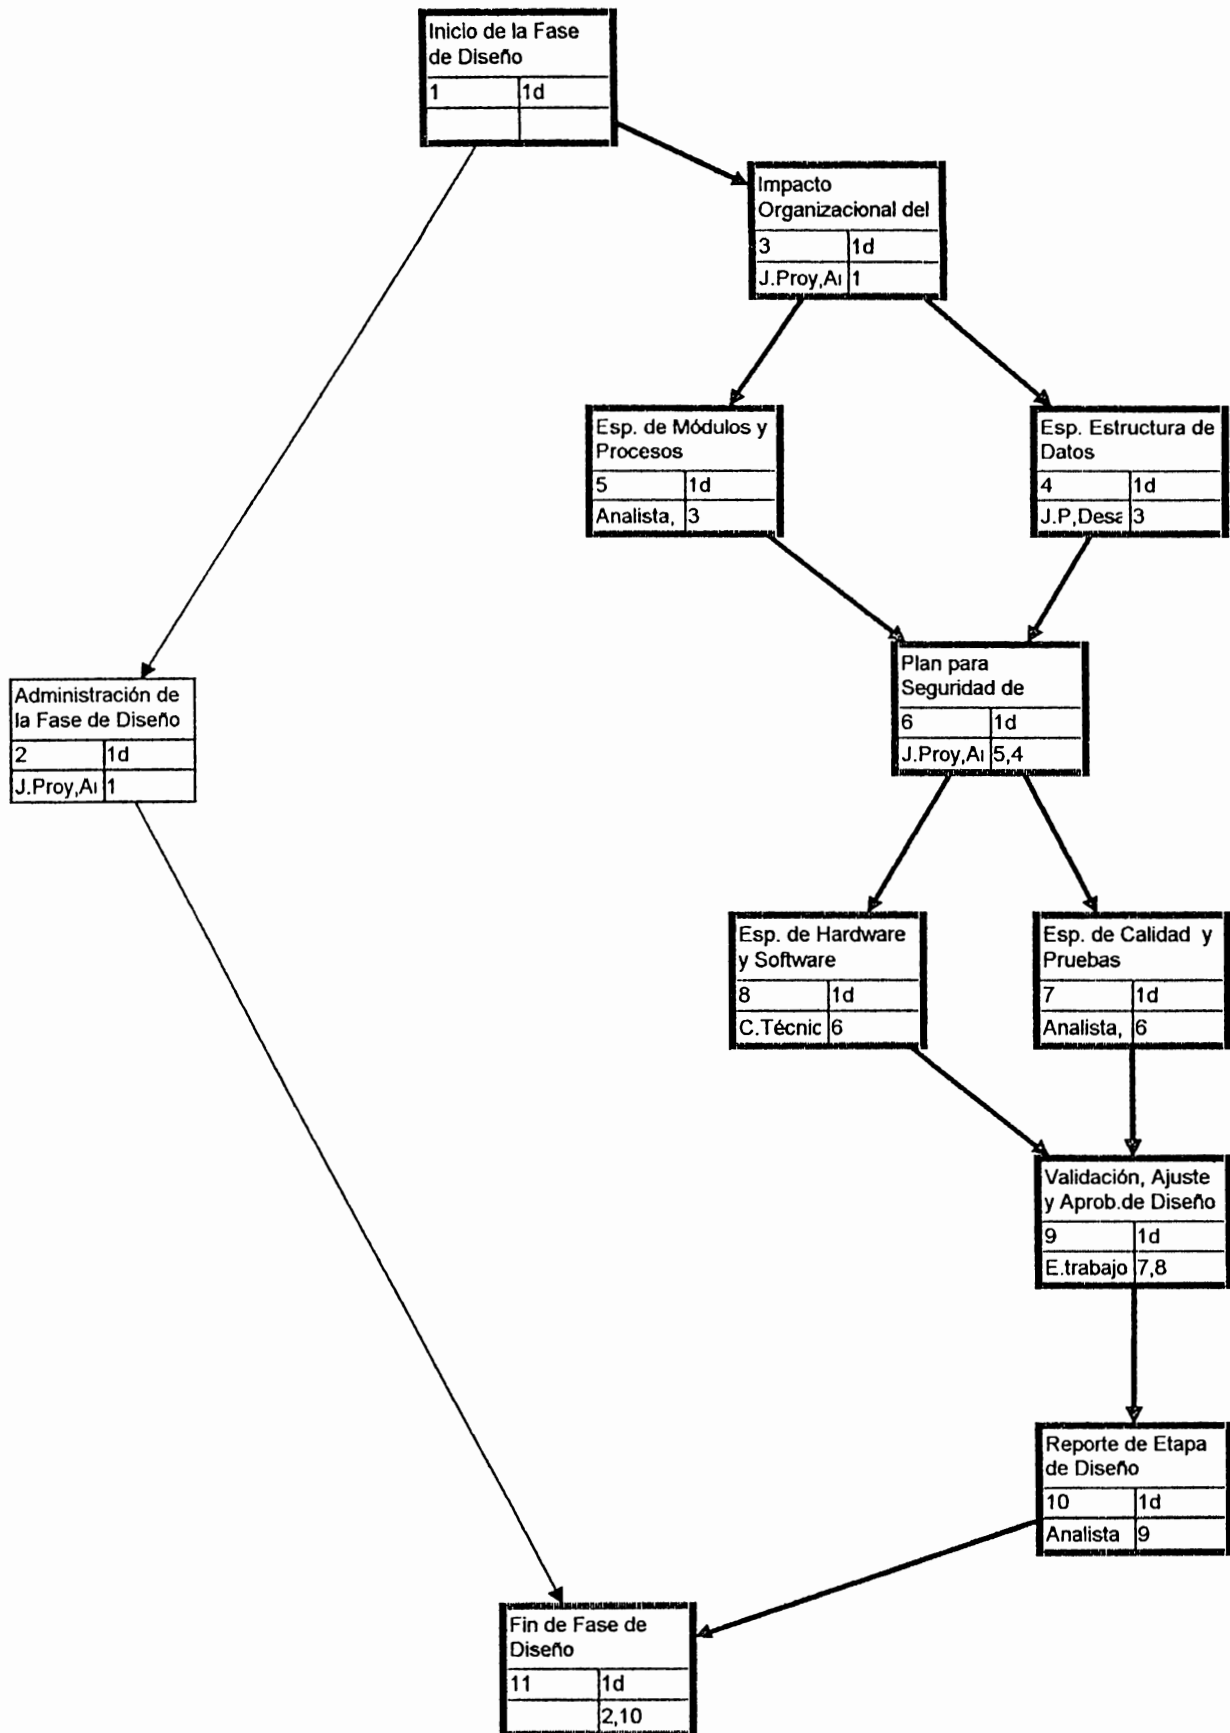 Inicio de la Fase
de Diseño
1 1d
Impacto
Organizacional del
3 1d
J.Proy,Ai 1
Esp. de Módulos y
Procesos
5 1d
Analista, 3
Esp. Estructura de
Datos
4 1d
J.P,Desa 3
Plan para
Seguridad de
6 1d
J.Proy,Ai 5,4
Administración de
la Fase de Diseño
2 1d
J.Proy,Ai 1
Esp. de Hardware
y Software
8 1d
C.Técnic 6
Esp. de Calidad y
Pruebas
7 1d
Analista, 6
Validación, Ajuste
y Aprob.de Diseño
9 1d
E.trabajo 7,8
Reporte de Etapa
de Diseño
10 1d
Analista 9
Fin de Fase de
Diseño
11 1d
2,10